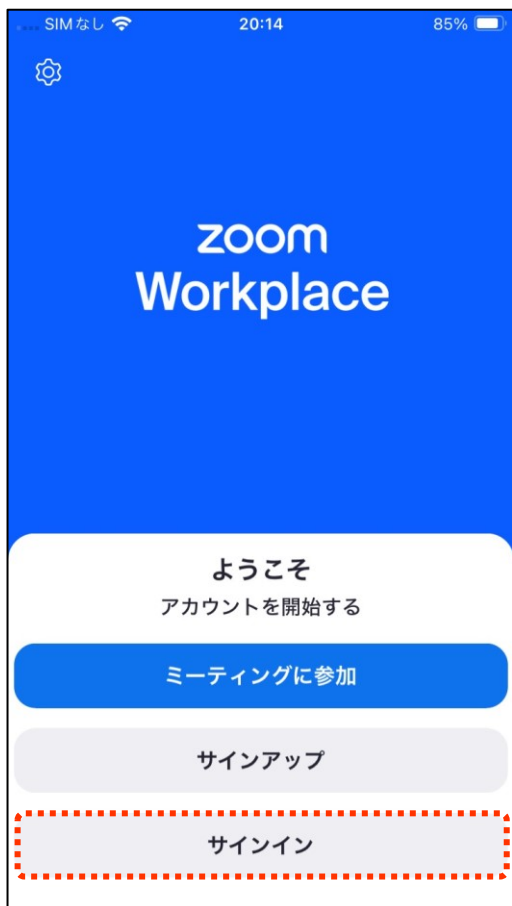 SIMなし 20:14 85%
zoom
Workplace
ようこそ
アカウントを開始する
ミーティングに参加
サインアップ
サインイン